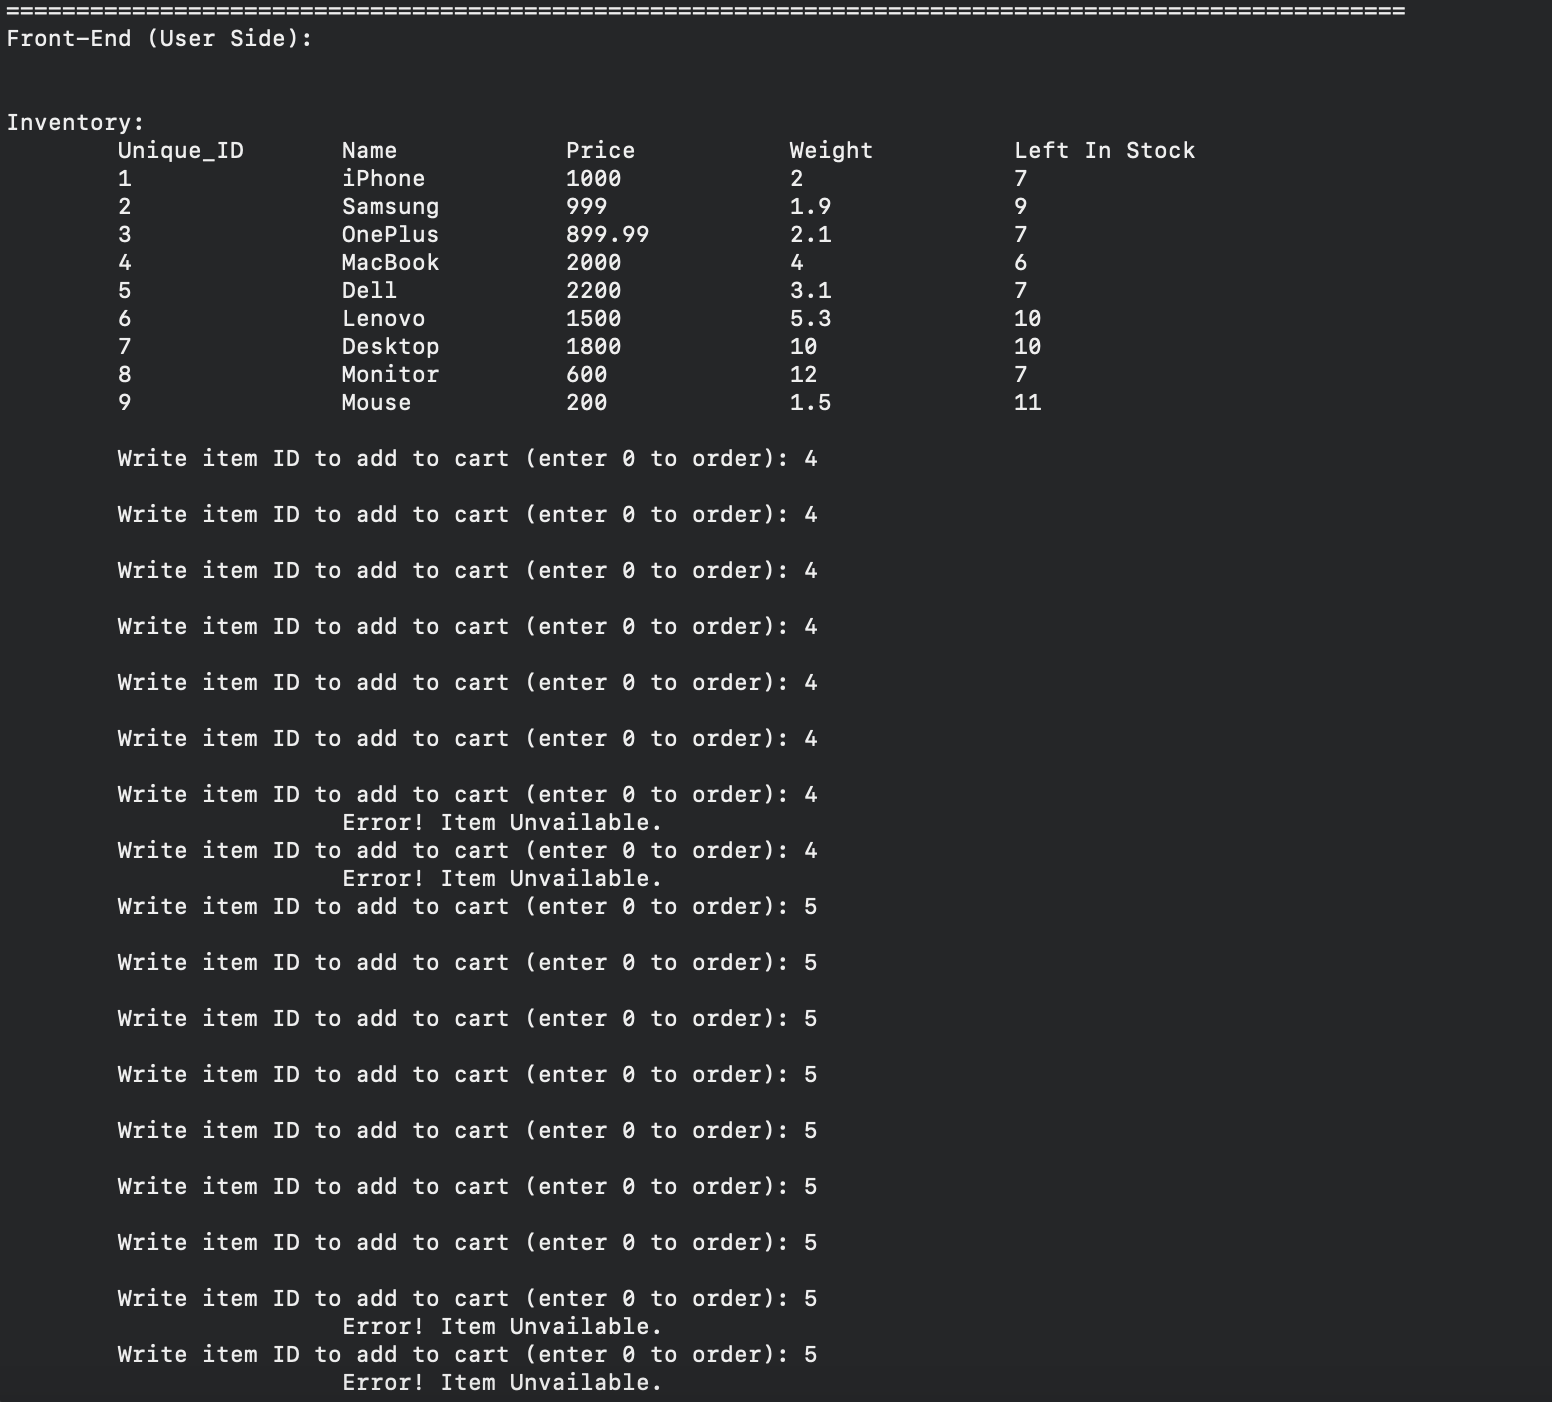 ====================================================================================================
Front-End (User Side):
Inventory:
Unique_ID Name Price Weight Left In Stock
1 iPhone 1000 2 7
2 Samsung 999 1.9 9
3 OnePlus 899.99 2.1 7
4 MacBook 2000 4 6
5 Dell 2200 3.1 7
6 Lenovo 1500 5.3 10
7 Desktop 1800 10 10
8 Monitor 600 12 7
9 Mouse 200 1.5 11
Write item ID to add to cart (enter 0 to order): 4
Write item ID to add to cart (enter 0 to order): 4
Write item ID to add to cart (enter 0 to order): 4
Write item ID to add to cart (enter 0 to order): 4
Write item ID to add to cart (enter 0 to order): 4
Write item ID to add to cart (enter 0 to order): 4
Write item ID to add to cart (enter 0 to order): 4
Error! Item Unvailable.
Write item ID to add to cart (enter 0 to order): 4
Error! Item Unvailable.
Write item ID to add to cart (enter 0 to order): 5
Write item ID to add to cart (enter 0 to order): 5
Write item ID to add to cart (enter 0 to order): 5
Write item ID to add to cart (enter 0 to order): 5
Write item ID to add to cart (enter 0 to order): 5
Write item ID to add to cart (enter 0 to order): 5
Write item ID to add to cart (enter 0 to order): 5
Write item ID to add to cart (enter 0 to order): 5
Error! Item Unvailable.
Write item ID to add to cart (enter 0 to order): 5
Error! Item Unvailable.